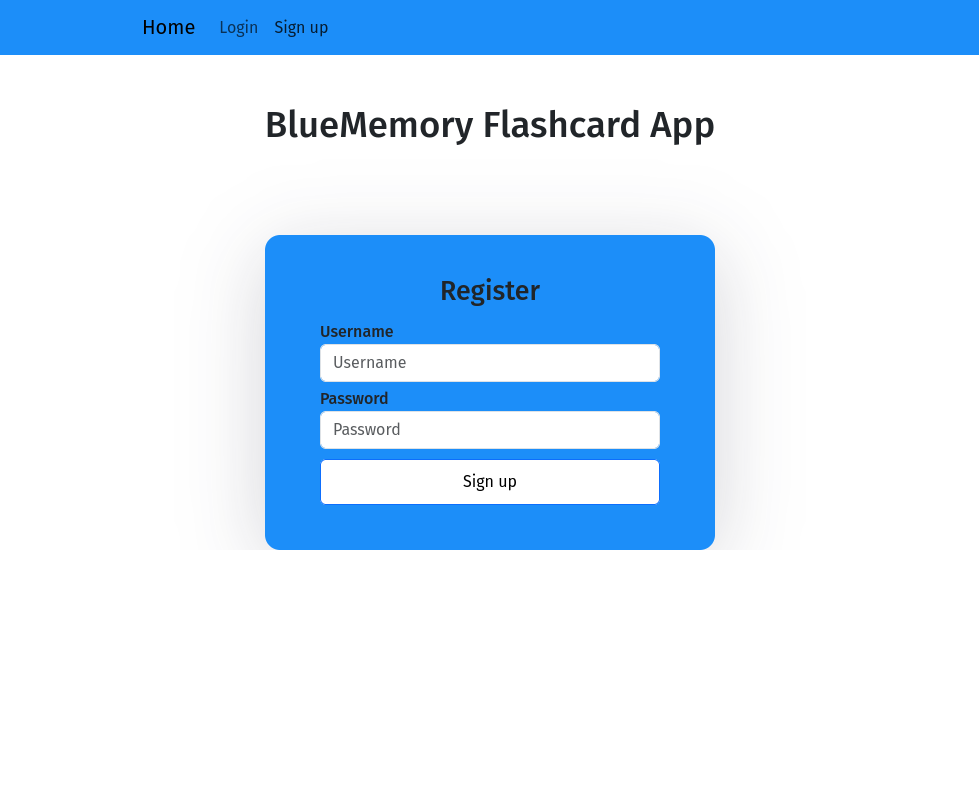 Home Login Sign up
BlueMemory Flashcard App
Register
Username
Username
Password
Password
Sign up